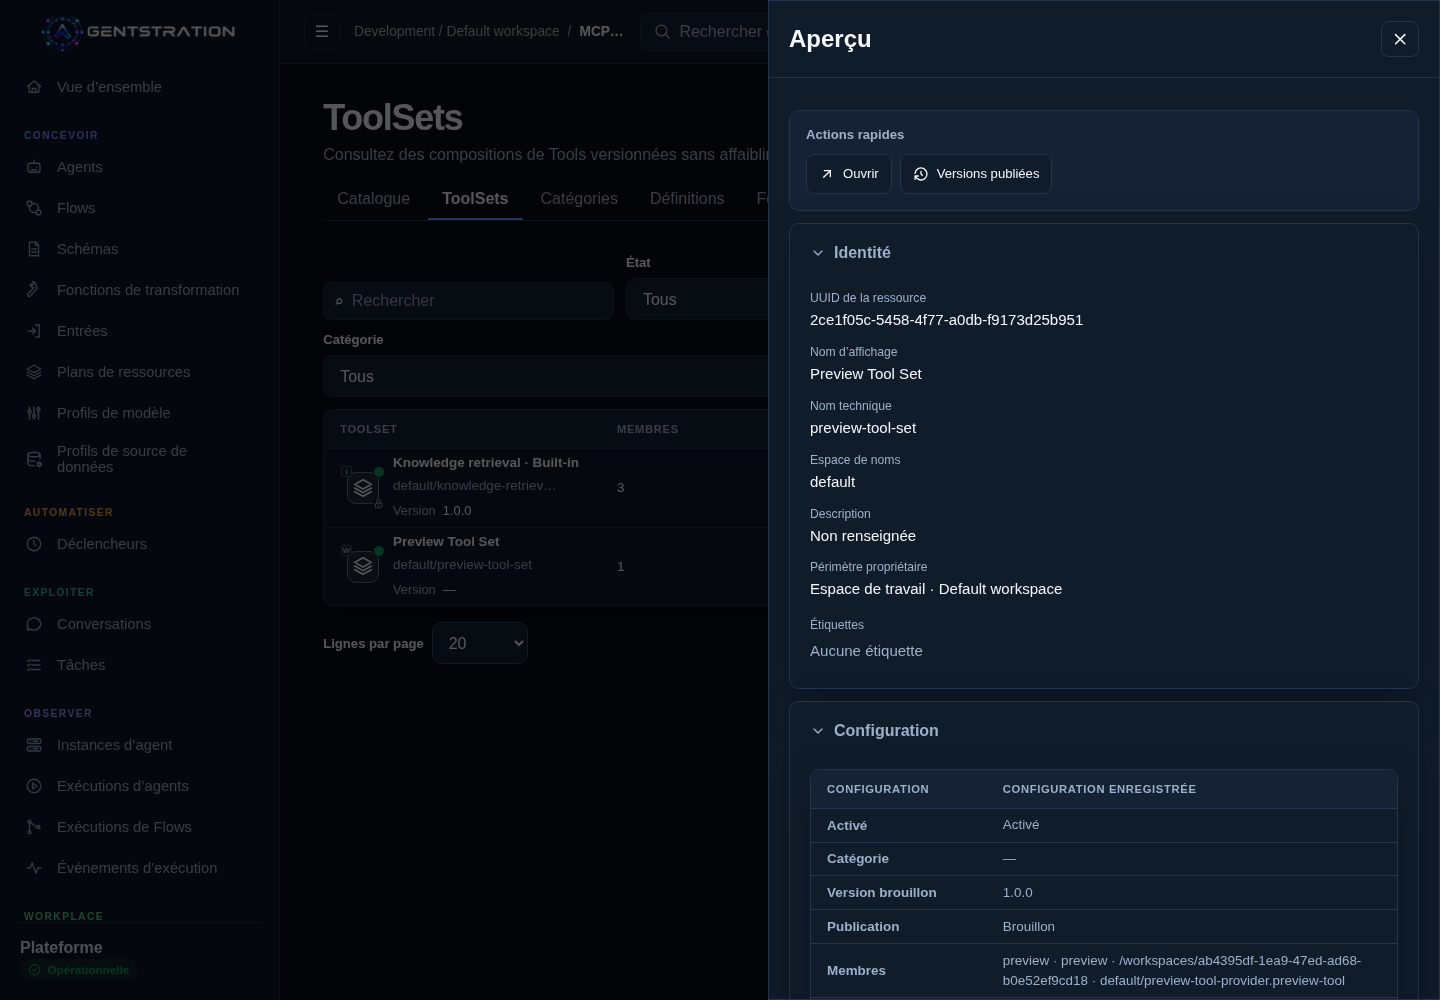 GENTSTRATION
Vue d’ensemble
CONCEVOIR
Agents
Flows
Schémas
Fonctions de transformation
Entrées
Plans de ressources
Profils de modèle
Profils de source de
données
AUTOMATISER
Déclencheurs
EXPLOITER
Conversations
Tâches
OBSERVER
Instances d’agent
Exécutions d’agents
Exécutions de Flows
Événements d’exécution
WORKPLACE
Plateforme
Opérationnelle
Development / Default workspace / MCP…
Rechercher
ToolSets
Consultez des compositions de Tools versionnées sans affaiblir
Catalogue ToolSets Catégories Définitions
État
Rechercher
Tous
Catégorie
Tous
TOOLSET MEMBRES
I
Knowledge retrieval · Built-in
default/knowledge-retriev…
3
Version 1.0.0
W
Preview Tool Set
default/preview-tool-set
1
Version —
Lignes par page 20
Aperçu
Actions rapides
Ouvrir Versions publiées
Identité
UUID de la ressource
2ce1f05c-5458-4f77-a0db-f9173d25b951
Nom d’affichage
Preview Tool Set
Nom technique
preview-tool-set
Espace de noms
default
Description
Non renseignée
Périmètre propriétaire
Espace de travail · Default workspace
Étiquettes
Aucune étiquette
Configuration
CONFIGURATION CONFIGURATION ENREGISTRÉE
Activé Activé
Catégorie —
Version brouillon 1.0.0
Publication Brouillon
Membres preview · preview · /workspaces/ab4395df-1ea9-47ed-ad68-
b0e52ef9cd18 · default/preview-tool-provider.preview-tool